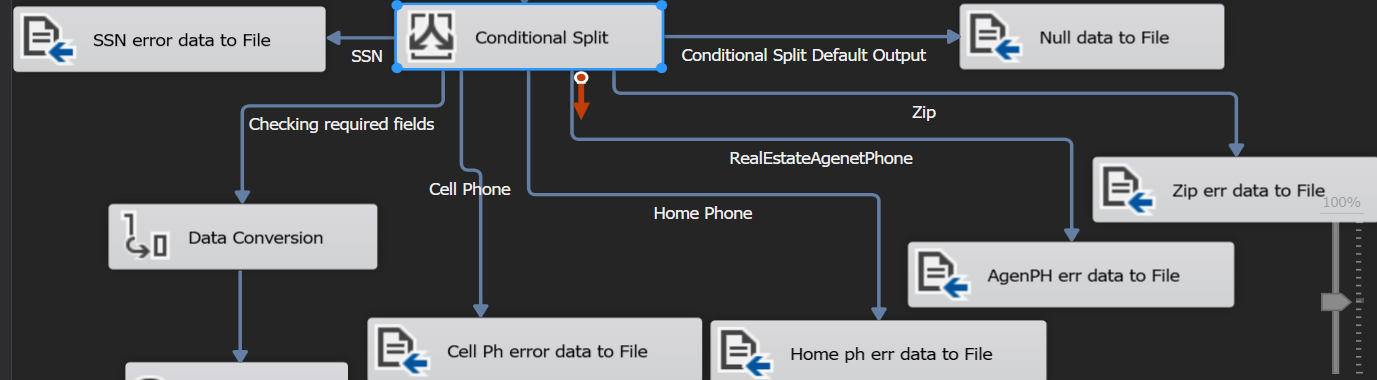 SSN error data to File
SSN
Conditional Split
Conditional Split Default Output
Null data to File
Checking required fields
Zip
RealEstateAgenetPhone
Cell Phone
Home Phone
Zip err data to File
100%
Data Conversion
AgenPH err data to File
Cell Ph error data to File
Home ph err data to File